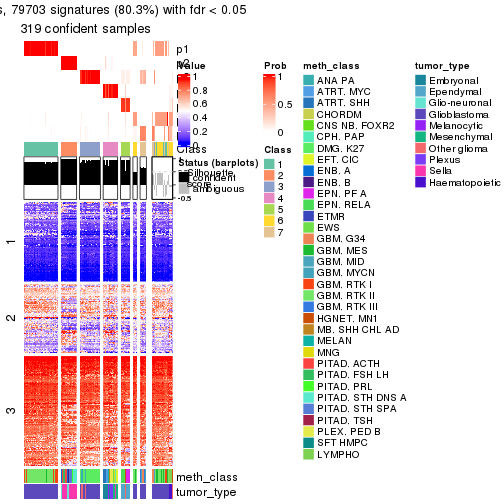 s, 79703 signatures (80.3%) with fdr < 0.05
319 confident samples
p1
Value
1
0.8
0.6
0.4
0.2
0
Class
Status (barplots)
confident
ambiguous
Silhouette
score
-0.5
1
2
3
meth_class
tumor_type
Prob
1
0.5
0
Class
1
2
3
4
5
6
7
meth_class
ANA PA
ATRT. MYC
ATRT. SHH
CHORDM
CNS NB. FOXR2
CPH. PAP
DMG. K27
EFT. CIC
ENB. A
ENB. B
EPN. PF A
EPN. RELA
ETMR
EWS
GBM. G34
GBM. MES
GBM. MID
GBM. MYCN
GBM. RTK I
GBM. RTK II
GBM. RTK III
HGNET. MN1
MB. SHH CHL AD
MELAN
MNG
PITAD. ACTH
PITAD. FSH LH
PITAD. PRL
PITAD. STH DNS A
PITAD. STH SPA
PITAD. TSH
PLEX. PED B
SFT HMPC
LYMPHO
tumor_type
Embryonal
Ependymal
Glio-neuronal
Glioblastoma
Melanocytic
Mesenchymal
Other glioma
Plexus
Sella
Haematopoietic